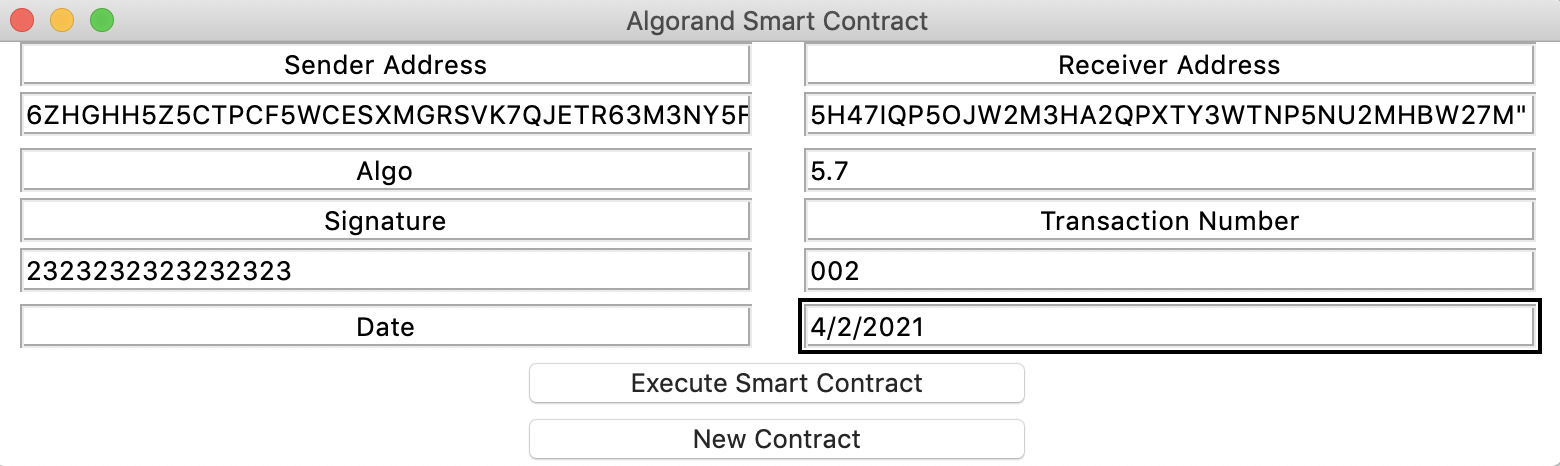 Algorand Smart Contract
Sender Address Receiver Address
6ZHGHH5Z5CTPCF5WCESXMGRSVK7QJETR63M3NY5F 5H47IQP5OJW2M3HA2QPXTY3WTNP5NU2MHBW27M"
Algo 5.7
Signature Transaction Number
2323232323232323 002
Date 4/2/2021
Execute Smart Contract
New Contract